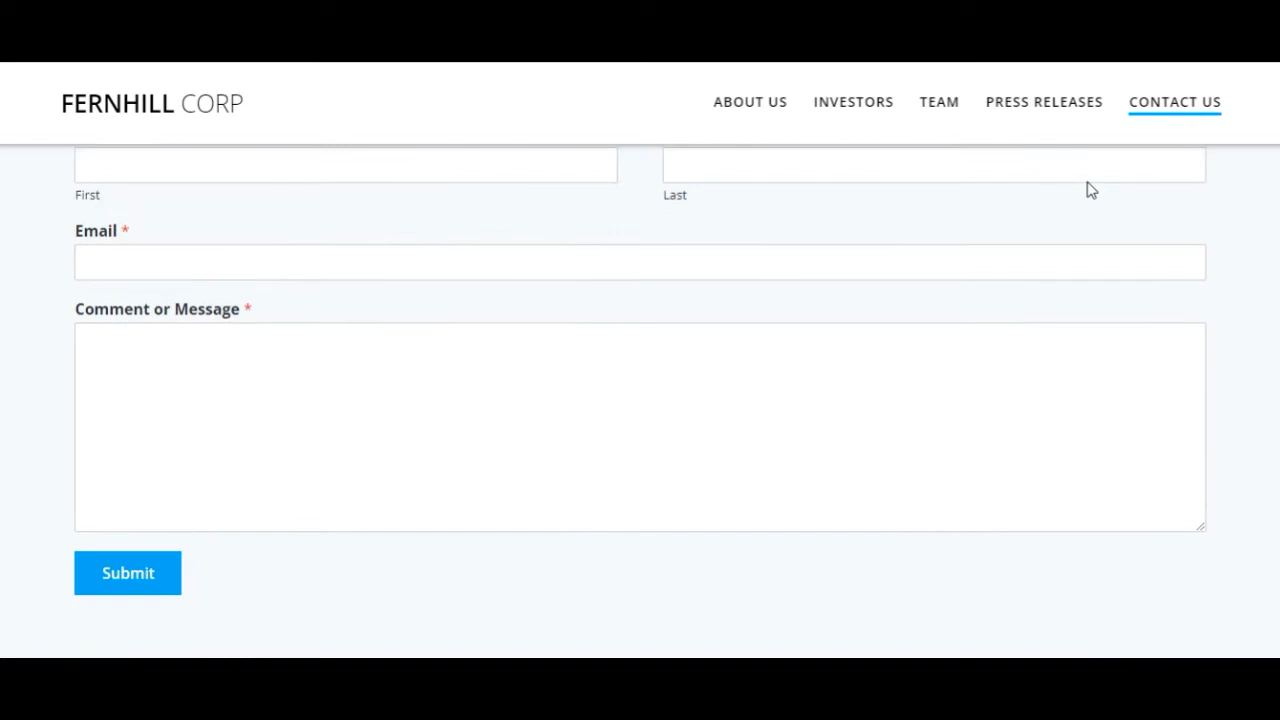 FERNHILL CORP
ABOUT US INVESTORS TEAM PRESS RELEASES CONTACT US
First Last
Email *
Comment or Message *
Submit